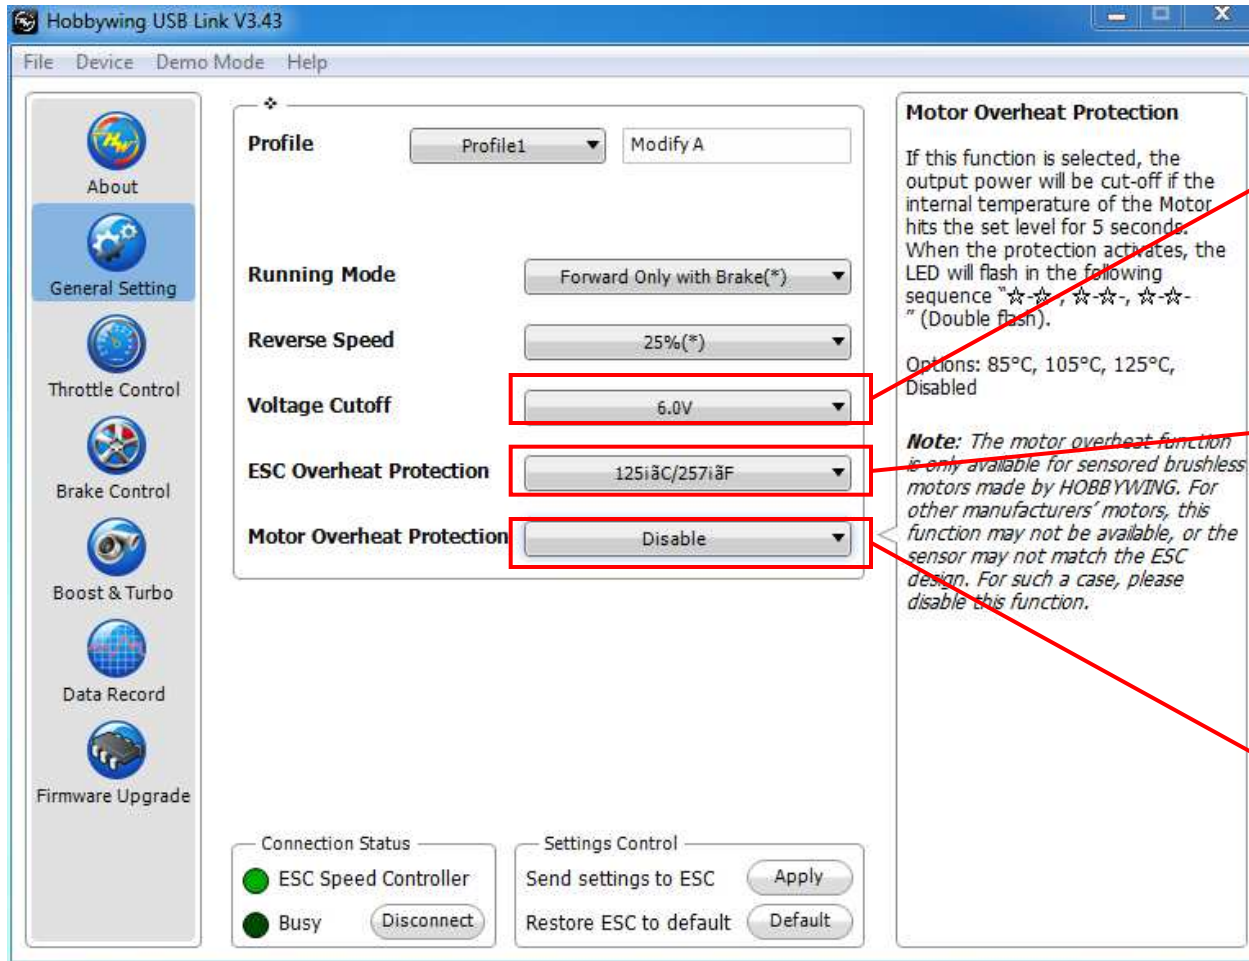 Hobbywing USB Link V3.43
File Device Demo Mode Help
About
General Setting
Throttle Control
Brake Control
Boost & Turbo
Data Record
Firmware Upgrade
Profile Profile1 Modify A
Running Mode Forward Only with Brake(*)
Reverse Speed 25%(*)
Voltage Cutoff 6.0V
ESC Overheat Protection 125iãC/257iãF
Motor Overheat Protection Disable
Connection Status
ESC Speed Controller
Busy Disconnect
Settings Control
Send settings to ESC Apply
Restore ESC to default Default
Motor Overheat Protection
If this function is selected, the
output power will be cut-off if the
internal temperature of the Motor
hits the set level for 5 seconds.
When the protection activates, the
LED will flash in the following
sequence "☆-☆-, ☆-☆-, ☆-☆-
" (Double flash).
Options: 85°C, 105°C, 125°C,
Disabled
Note: The motor overheat function
is only available for sensored brushless
motors made by HOBBYWING. For
other manufacturers' motors, this
function may not be available, or the
sensor may not match the ESC
design. For such a case, please
disable this function.